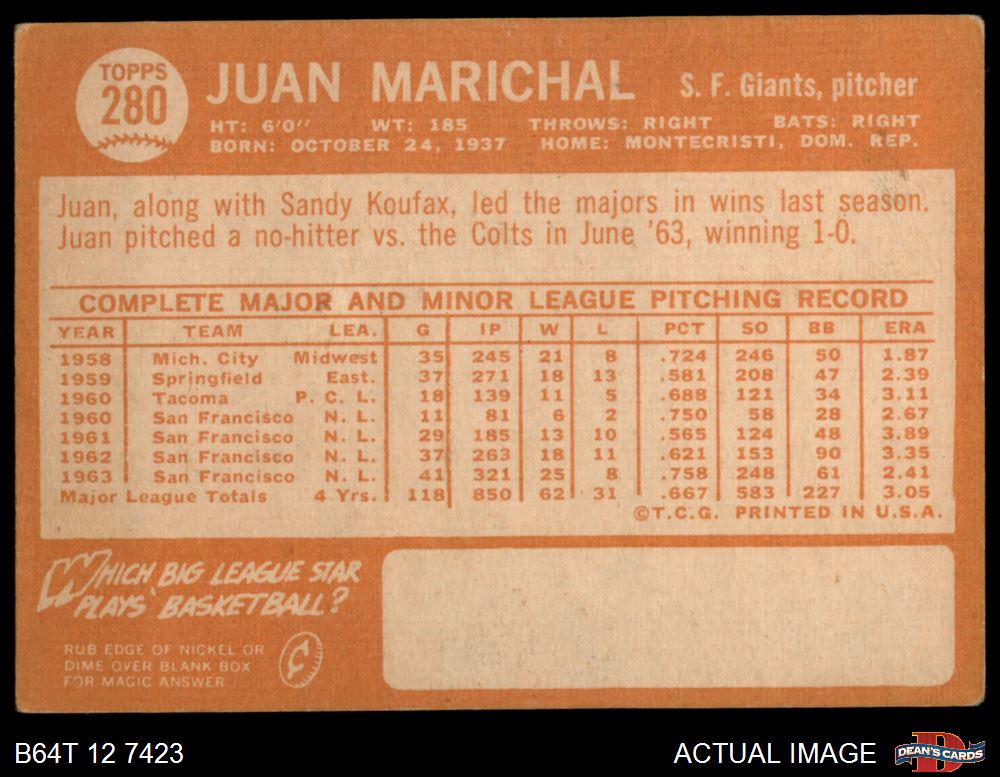 TOPPS
280
JUAN MARICHAL
S. F. Giants, pitcher
HT: 6'0" WT: 185 THROWS: RIGHT BATS: RIGHT
BORN: OCTOBER 24, 1937 HOME: MONTECRISTI, DOM. REP.
Juan, along with Sandy Koufax, led the majors in wins last season.
Juan pitched a no-hitter vs. the Colts in June '63, winning 1-0.
COMPLETE MAJOR AND MINOR LEAGUE PITCHING RECORD
YEAR TEAM LEA. G IP W L PCT SO BB ERA
1958 Mich. City Midwest 35 245 21 8 .724 246 50 1.87
1959 Springfield East. 37 271 18 13 .581 208 47 2.39
1960 Tacoma P. C. L. 18 139 11 5 .688 121 34 3.11
1960 San Francisco N. L. 11 81 6 2 .750 58 28 2.67
1961 San Francisco N. L. 29 185 13 10 .565 124 48 3.89
1962 San Francisco N. L. 37 263 18 11 .621 153 90 3.35
1963 San Francisco N. L. 41 321 25 8 .758 248 61 2.41
Major League Totals 4 Yrs. 118 850 62 31 .667 583 227 3.05
©T.C.G. PRINTED IN U.S.A.
WHICH BIG LEAGUE STAR
PLAYS BASKETBALL?
RUB EDGE OF NICKEL OR
DIME OVER BLANK BOX
FOR MAGIC ANSWER
B64T 12 7423
ACTUAL IMAGE
D
DEAN'S CARDS